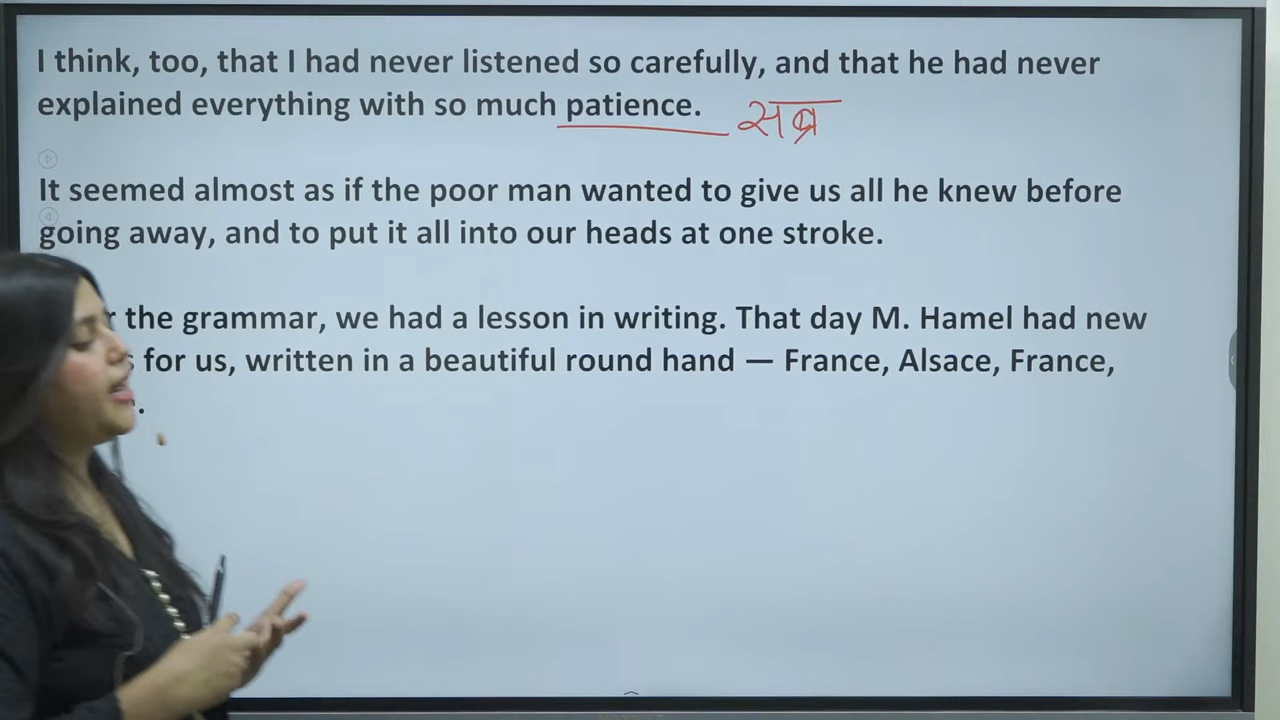 I think, too, that I had never listened so carefully, and that he had never
explained everything with so much patience. सब्र
It seemed almost as if the poor man wanted to give us all he knew before
going away, and to put it all into our heads at one stroke.
the grammar, we had a lesson in writing. That day M. Hamel had new
for us, written in a beautiful round hand — France, Alsace, France,